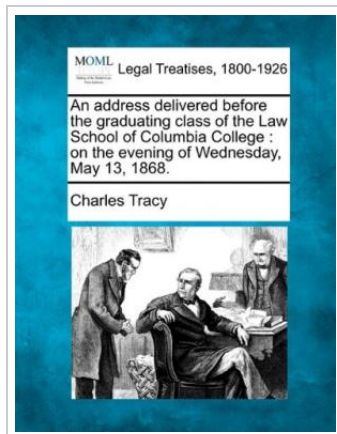 MOML
Legal Treatises, 1800-1926
An address delivered before
the graduating class of the Law
School of Columbia College :
on the evening of Wednesday,
May 13, 1868.
Charles Tracy